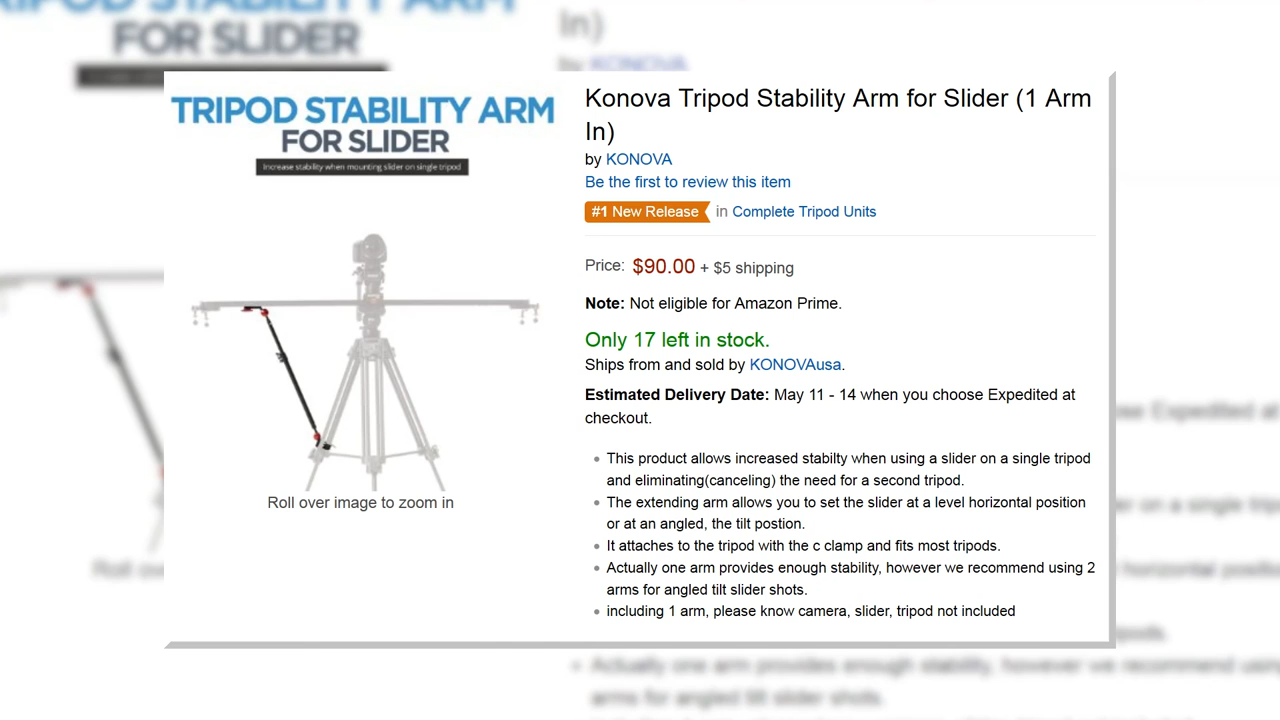 TRIPOD STABILITY ARM
FOR SLIDER
Increase stability when mounting slider on single tripod
Roll over image to zoom in
Konova Tripod Stability Arm for Slider (1 Arm
In)
by KONOVA
Be the first to review this item
#1 New Release in Complete Tripod Units
Price: $90.00 + $5 shipping
Note: Not eligible for Amazon Prime.
Only 17 left in stock.
Ships from and sold by KONOVAusa.
Estimated Delivery Date: May 11 - 14 when you choose Expedited at
checkout.
This product allows increased stabilty when using a slider on a single tripod
and eliminating(canceling) the need for a second tripod.
The extending arm allows you to set the slider at a level horizontal position
or at an angled, the tilt postion.
It attaches to the tripod with the c clamp and fits most tripods.
Actually one arm provides enough stability, however we recommend using 2
arms for angled tilt slider shots.
including 1 arm, please know camera, slider, tripod not included